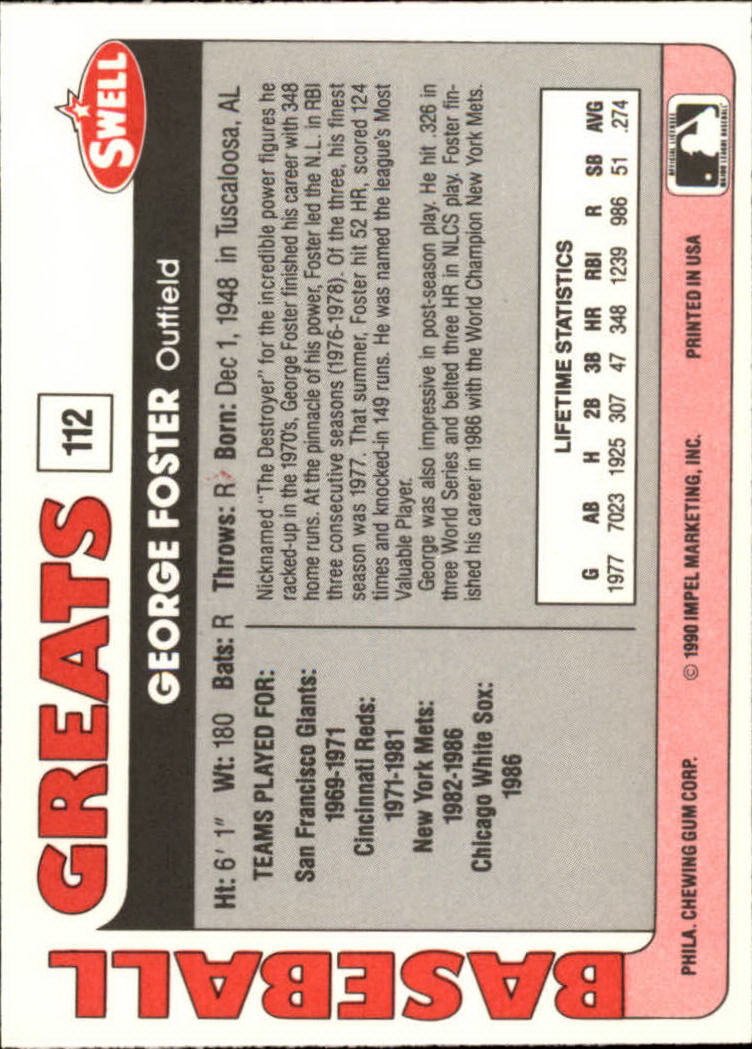 BASEBALL
GREATS
112
SWELL
GEORGE FOSTER Outfield
Ht: 6' 1" Wt: 180 Bats: R Throws: R Born: Dec 1, 1948 in Tuscaloosa, AL
TEAMS PLAYED FOR:
San Francisco Giants:
1969-1971
Cincinnati Reds:
1971-1981
New York Mets:
1982-1986
Chicago White Sox:
1986
Nicknamed "The Destroyer" for the incredible power figures he
racked-up in the 1970's, George Foster finished his career with 348
home runs. At the pinnacle of his power, Foster led the N.L. in RBI
three consecutive seasons (1976-1978). Of the three, his finest
season was 1977. That summer, Foster hit 52 HR, scored 124
times and knocked-in 149 runs. He was named the league's Most
Valuable Player.
George was also impressive in post-season play. He hit .326 in
three World Series and belted three HR in NLCS play. Foster fin-
ished his career in 1986 with the World Champion New York Mets.
LIFETIME STATISTICS
G AB H 2B 3B HR RBI R SB AVG
1977 7023 1925 307 47 348 1239 986 51 .274
PHILA. CHEWING GUM CORP. © 1990 IMPEL MARKETING, INC. PRINTED IN USA
OFFICIAL LICENSEE
MAJOR LEAGUE BASEBALL